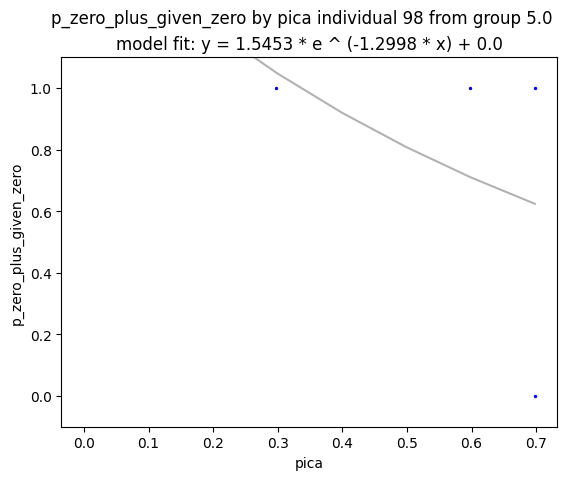 p_zero_plus_given_zero by pica individual 98 from group 5.0
model fit: y = 1.5453 * e ^ (-1.2998 * x) + 0.0
p_zero_plus_given_zero
1.0
0.8
0.6
0.4
0.2
0.0
0.0 0.1 0.2 0.3 0.4 0.5 0.6 0.7
pica